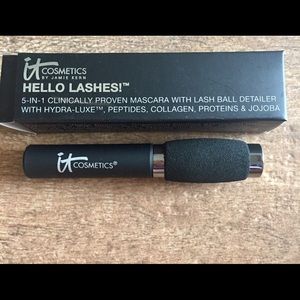 it
COSMETICS
BY JAMIE KERN
HELLO LASHES!™
5-IN-1 CLINICALLY PROVEN MASCARA WITH LASH BALL DETAILER
WITH HYDRA-LUXE™, PEPTIDES, COLLAGEN, PROTEINS & JOJOBA
it
COSMETICS®